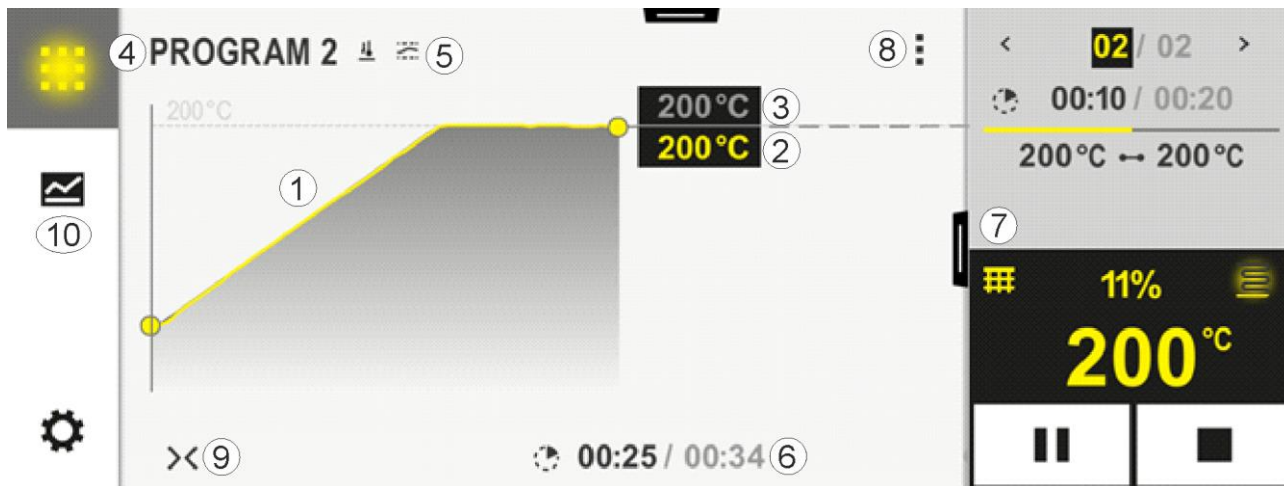 ④ PROGRAM 2 ⑤
⑧
200°C
200°C ③
200°C ②
①
⑩
⑨
00:25 / 00:34 ⑥
< 02 / 02 >
00:10 / 00:20
200°C 200°C
⑦
11%
200°C